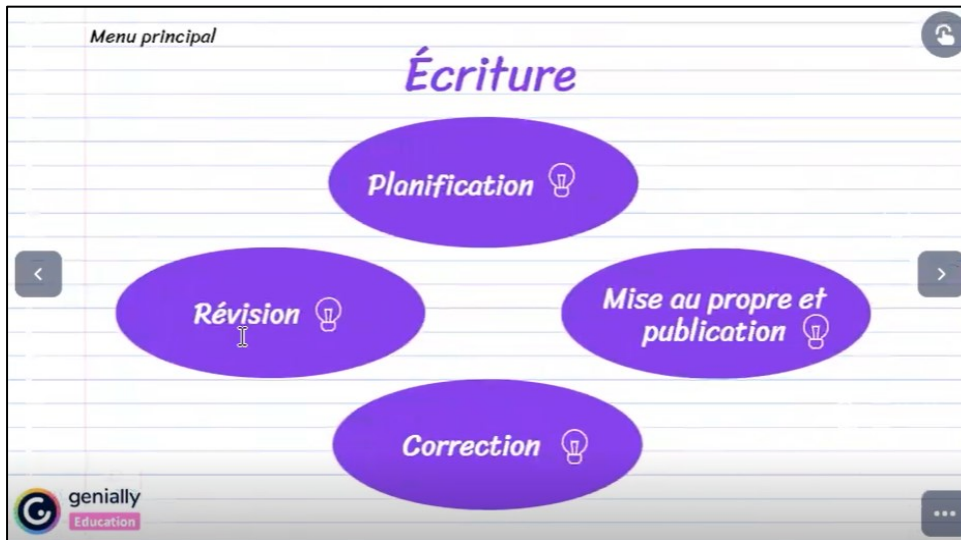 Menu principal
Écriture
Planification
Révision
Mise au propre et
publication
Correction
genially
Education